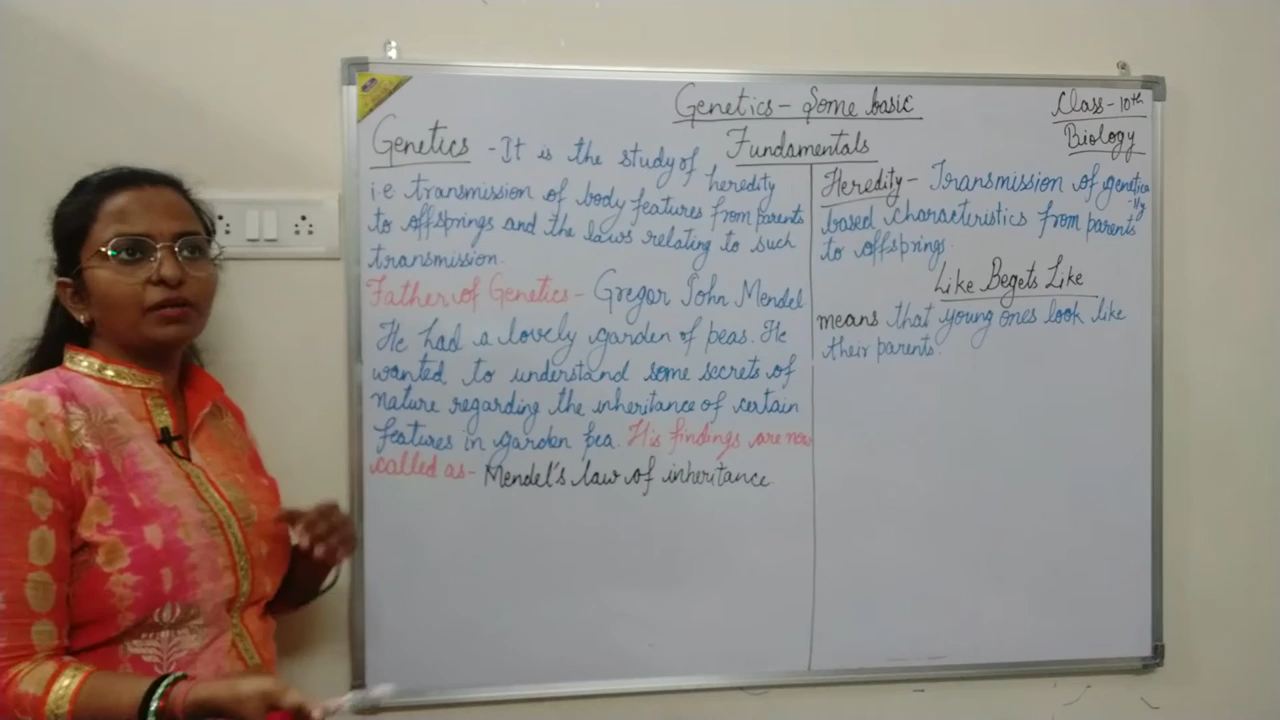 Genetics - Some basic
Fundamentals
Class - 10th
Biology
Genetics - It is the study of heredity
i.e transmission of body features from parents
to offsprings and the laws relating to such
transmission.
Father of Genetics - Gregor John Mendel
He had a lovely garden of peas. He
wanted to understand some secrets of
nature regarding the inheritance of certain
features in garden pea. His findings are now
called as - Mendel's law of inheritance.
Heredity - Transmission of genetica-lly
based characteristics from parents
to offsprings.
Like Begets Like
means that young ones look like
their parents.